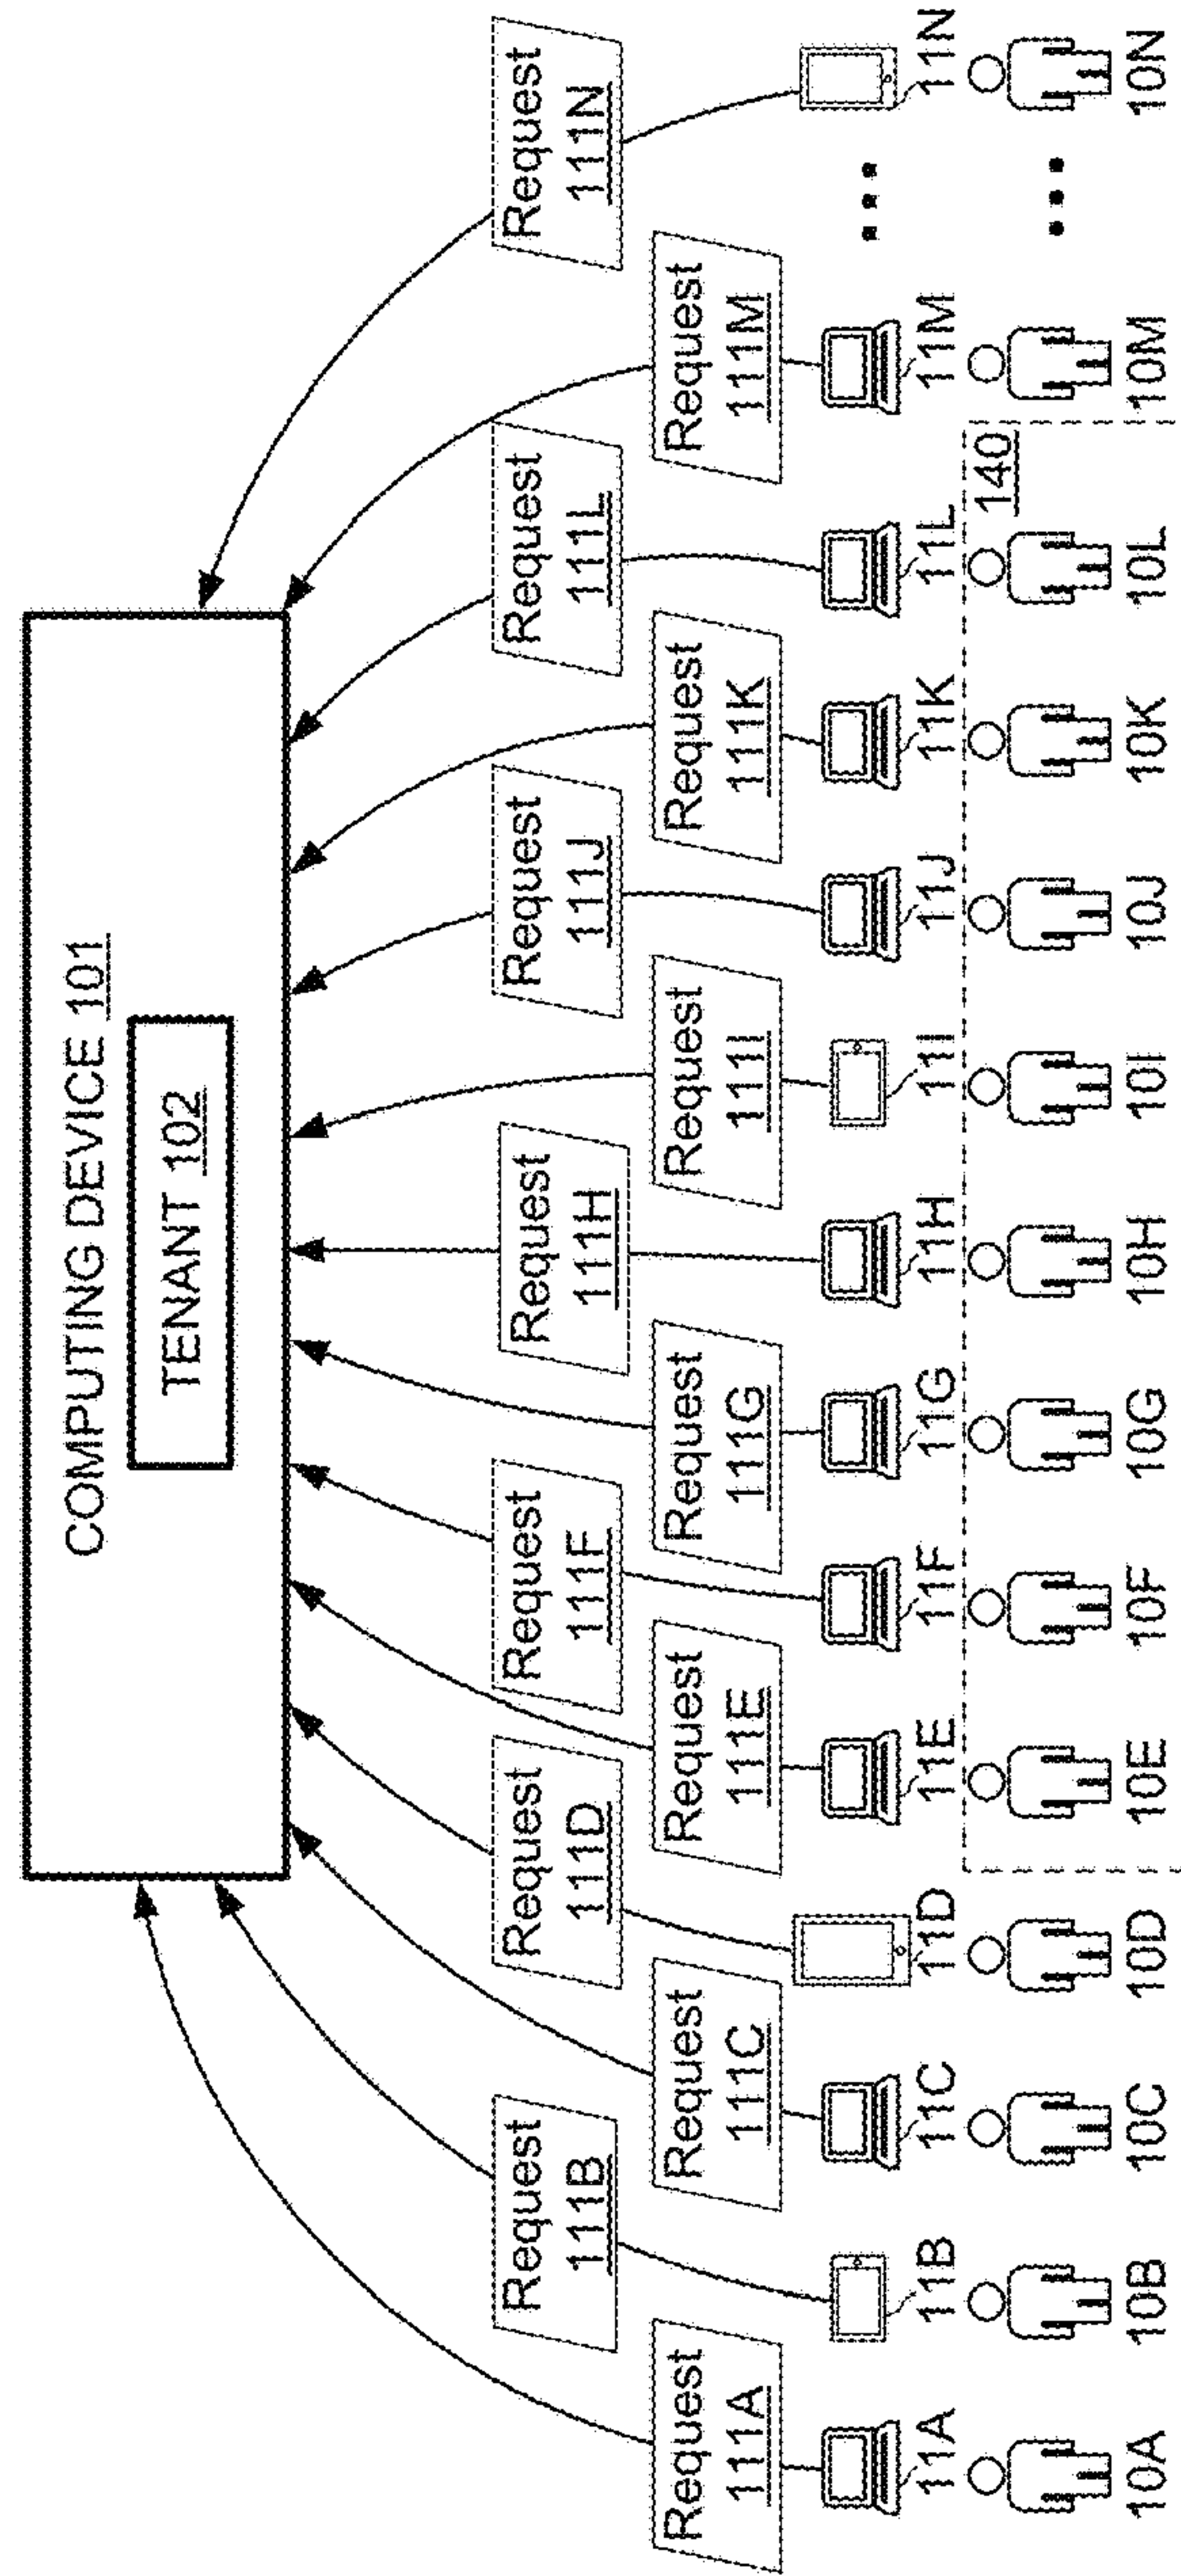 COMPUTING DEVICE 101
TENANT 102
Request
111A
Request
111B
Request
111C
Request
111D
Request
111E
Request
111F
Request
111G
Request
111H
Request
111I
Request
111J
Request
111K
Request
111L
Request
111M
Request
111N
11A
11B
11C
11D
11E
11F
11G
11H
11I
11J
11K
11L
11M
11N
140
10A
10B
10C
10D
10E
10F
10G
10H
10I
10J
10K
10L
10M
10N